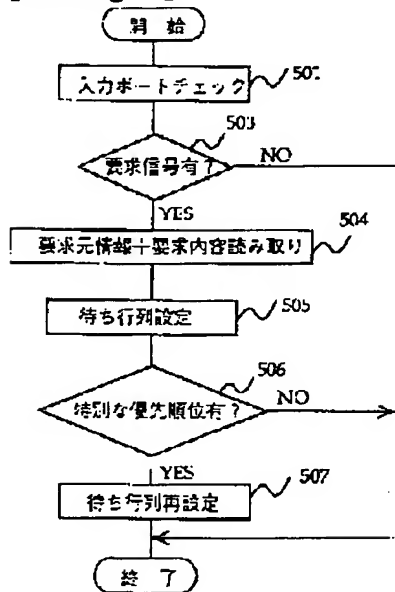 開 始
入力ポートチェック
502
503
要求信号有?
NO
YES
504
要求元情報+要求内容読み取り
待ち行列設定
505
506
特別な優先順位有?
NO
YES
507
待ち行列再設定
終 了